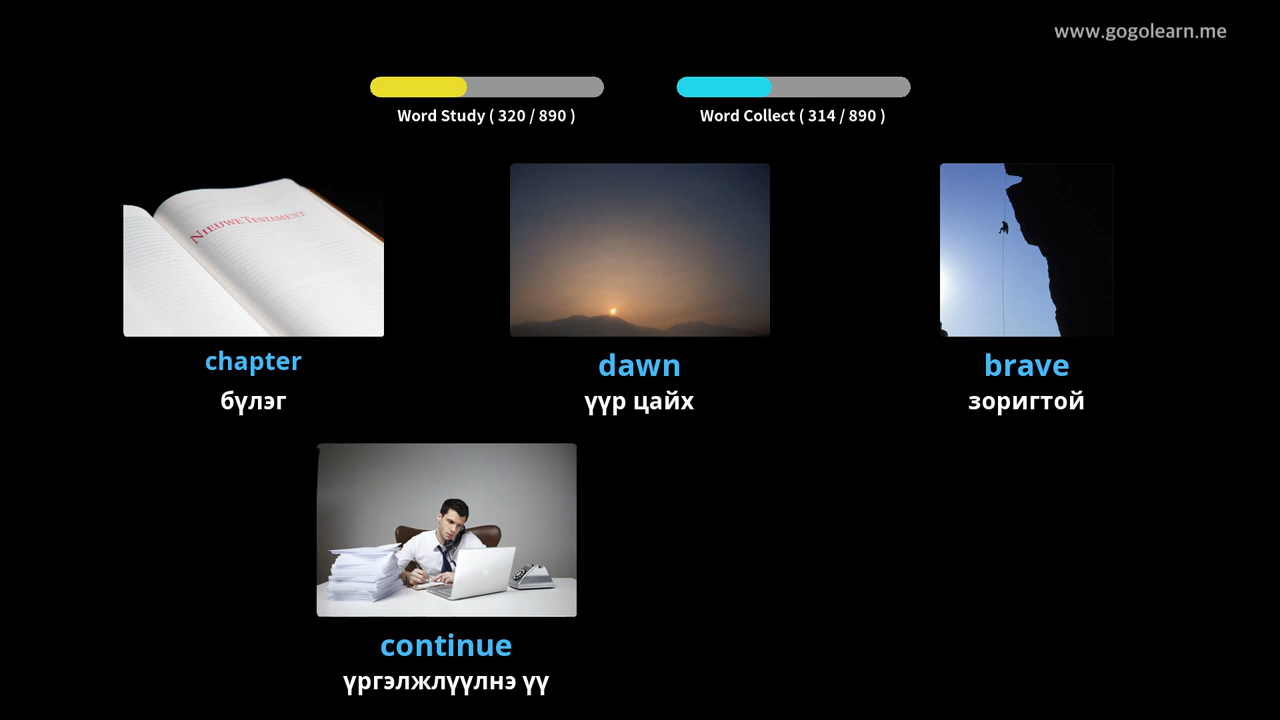 www.gogolearn.me
Word Study ( 320 / 890 )
Word Collect ( 314 / 890 )
NIEUWE TESTAMENT
chapter
бүлэг
dawn
үүр цайх
brave
зоригтой
continue
үргэлжлүүлнэ үү